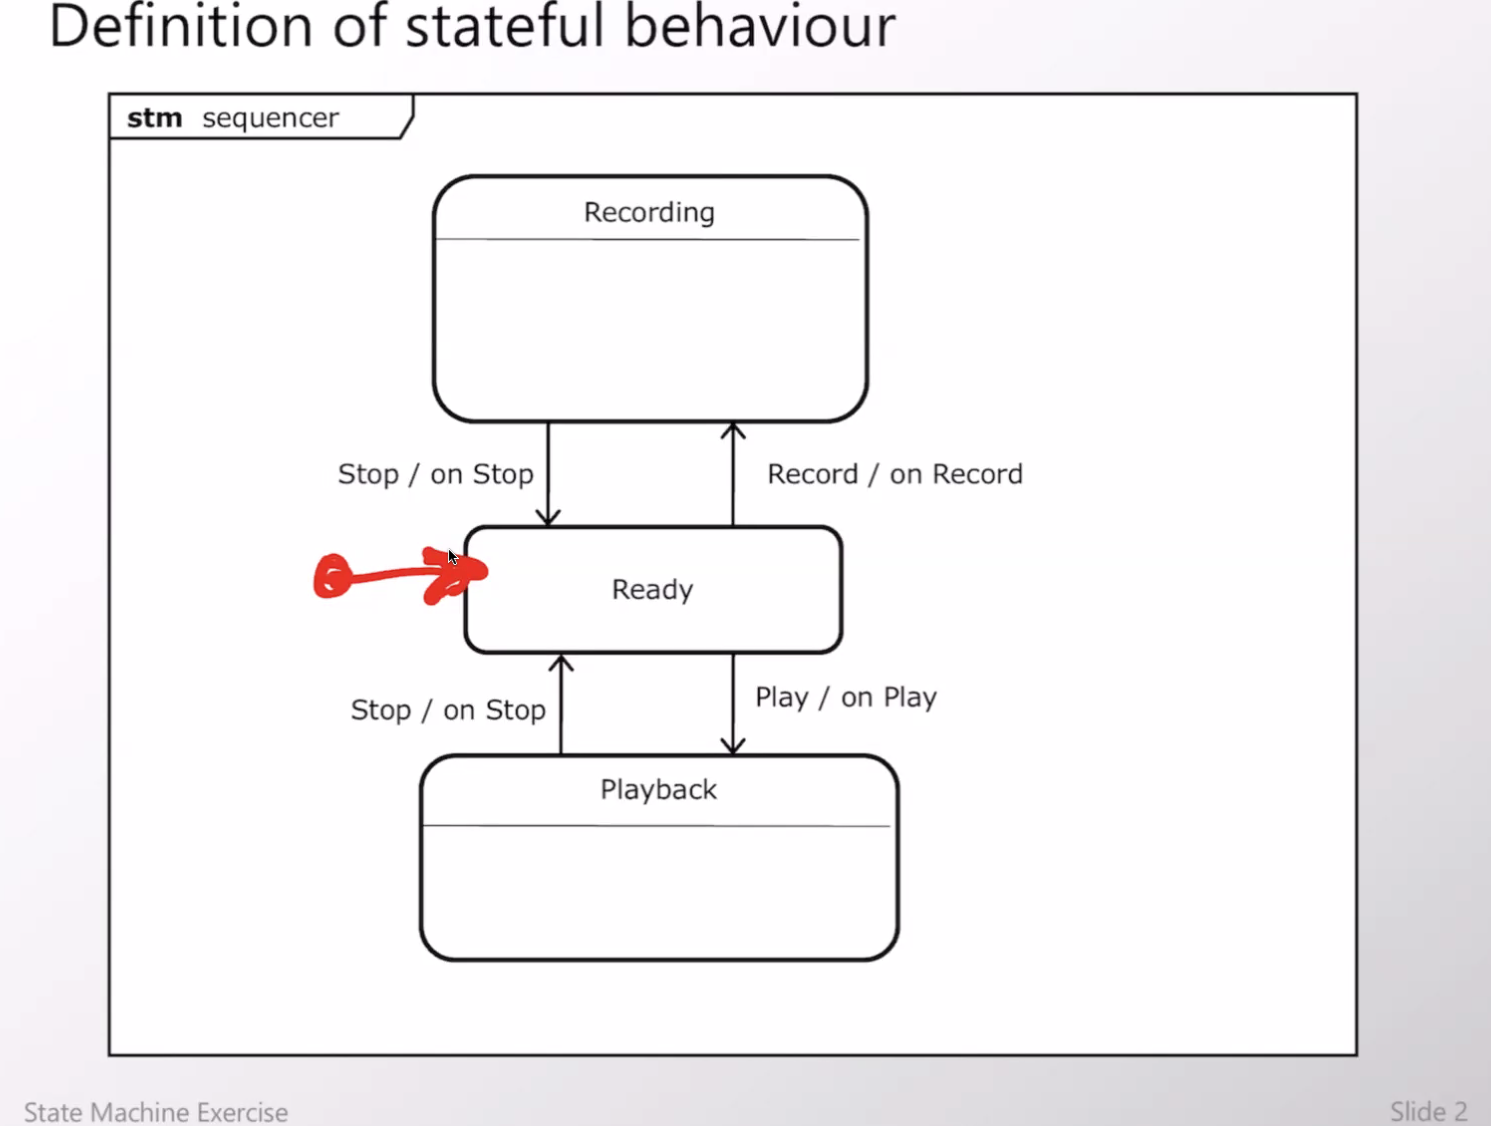 Definition of stateful behaviour
stm sequencer
Recording
Stop / on Stop
Record / on Record
Ready
Stop / on Stop
Play / on Play
Playback
State Machine Exercise
Slide 2